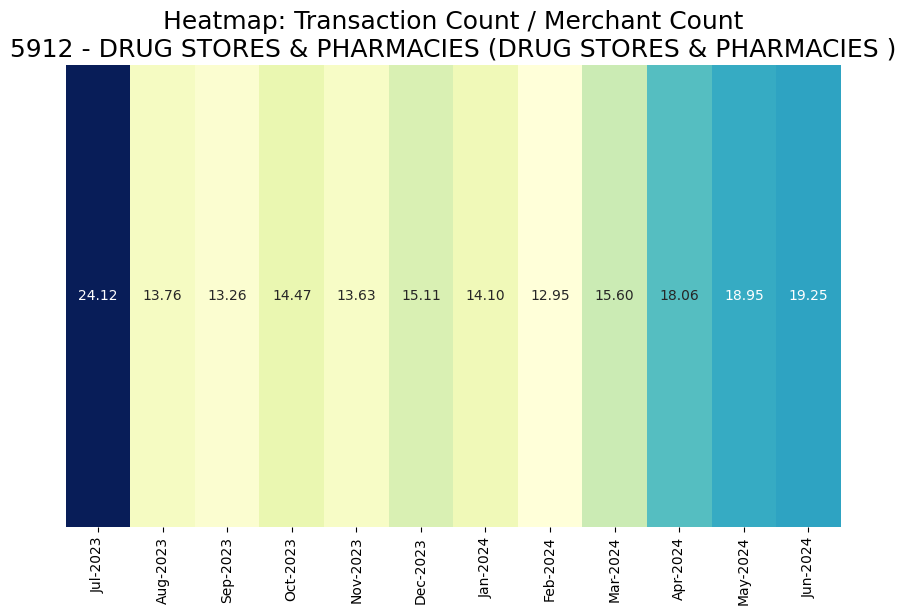 Heatmap: Transaction Count / Merchant Count
5912 - DRUG STORES & PHARMACIES (DRUG STORES & PHARMACIES )
24.12 13.76 13.26 14.47 13.63 15.11 14.10 12.95 15.60 18.06 18.95 19.25
Jul-2023 Aug-2023 Sep-2023 Oct-2023 Nov-2023 Dec-2023 Jan-2024 Feb-2024 Mar-2024 Apr-2024 May-2024 Jun-2024